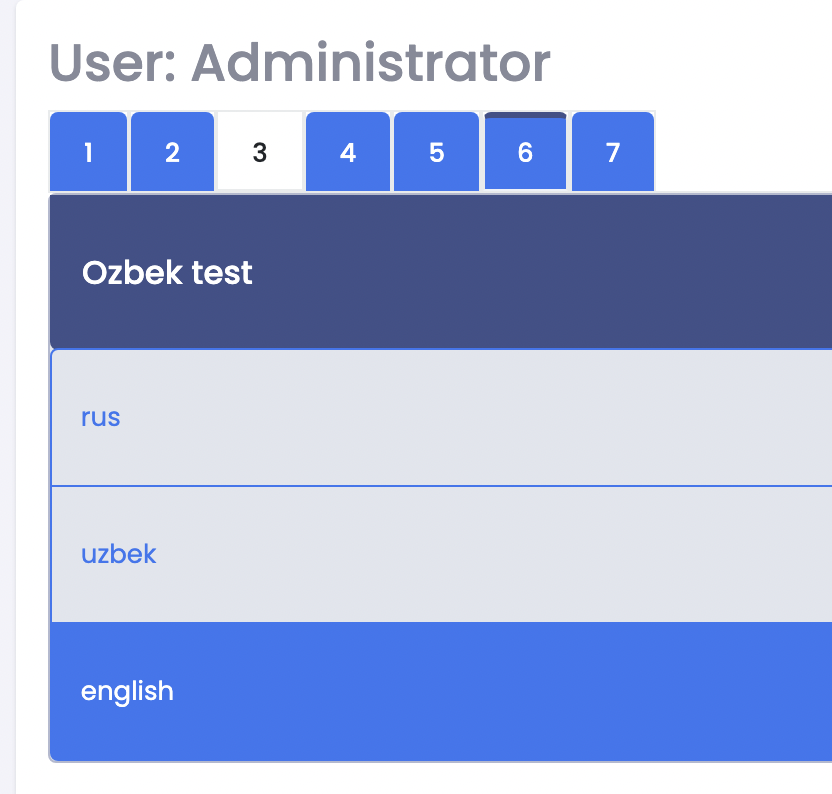 User: Administrator
1 2 3 4 5 6 7
Ozbek test
rus
uzbek
english